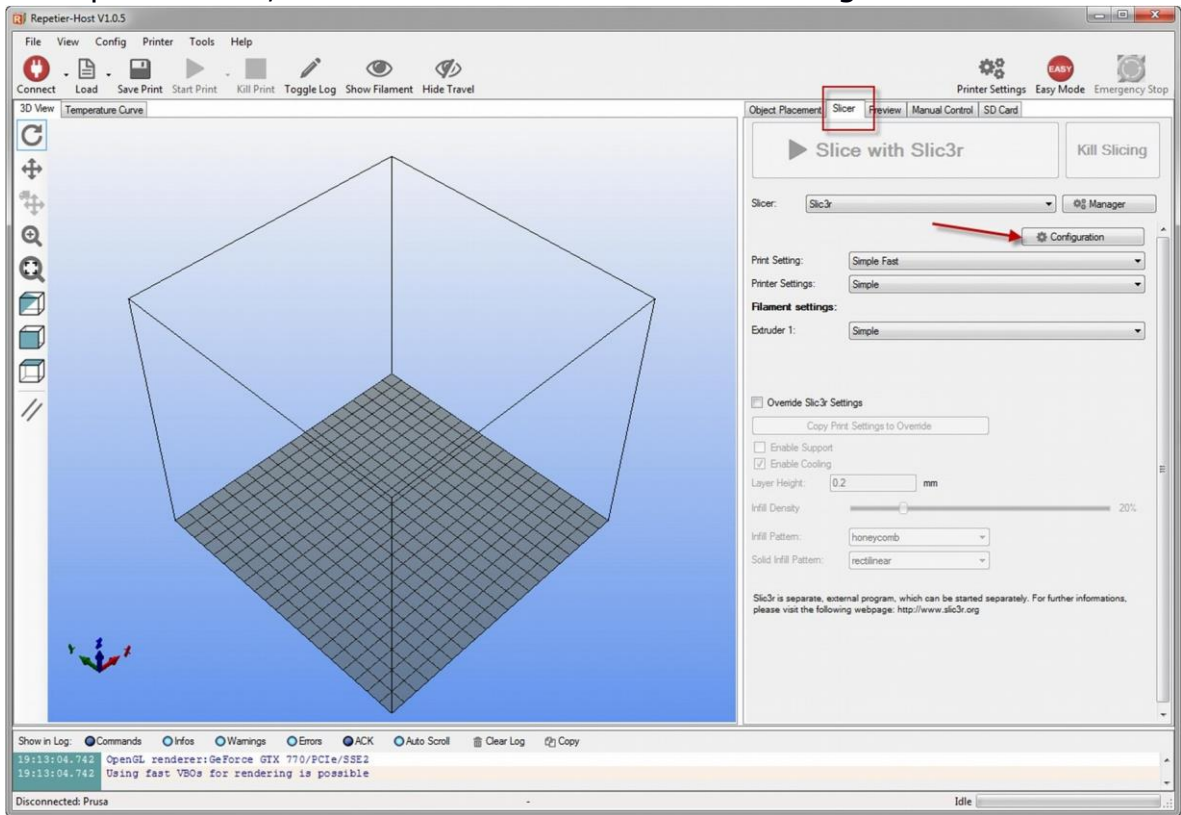 Repetier-Host V1.0.5
File View Config Printer Tools Help
Connect Load Save Print Start Print Kill Print Toggle Log Show Filament Hide Travel Printer Settings EASY Easy Mode Emergency Stop
3D View Temperature Curve
Object Placement Slicer Preview Manual Control SD Card
Slice with Slic3r Kill Slicing
Slicer: Slic3r Manager
Configuration
Print Setting: Simple Fast
Printer Settings: Simple
Filament settings:
Extruder 1: Simple
Override Slic3r Settings
Copy Print Settings to Override
Enable Support
Enable Cooling
Layer Height: 0.2 mm
Infill Density 20%
Infill Pattern: honeycomb
Solid Infill Pattern: rectilinear
Slic3r is separate, external program, which can be started separately. For further informations,
please visit the following webpage: http://www.slic3r.org
Show in Log: Commands Infos Warnings Errors ACK Auto Scroll Clear Log Copy
19:13:04.742 OpenGL renderer:GeForce GTX 770/PCIe/SSE2
19:13:04.742 Using fast VBOs for rendering is possible
Disconnected: Prusa - Idle